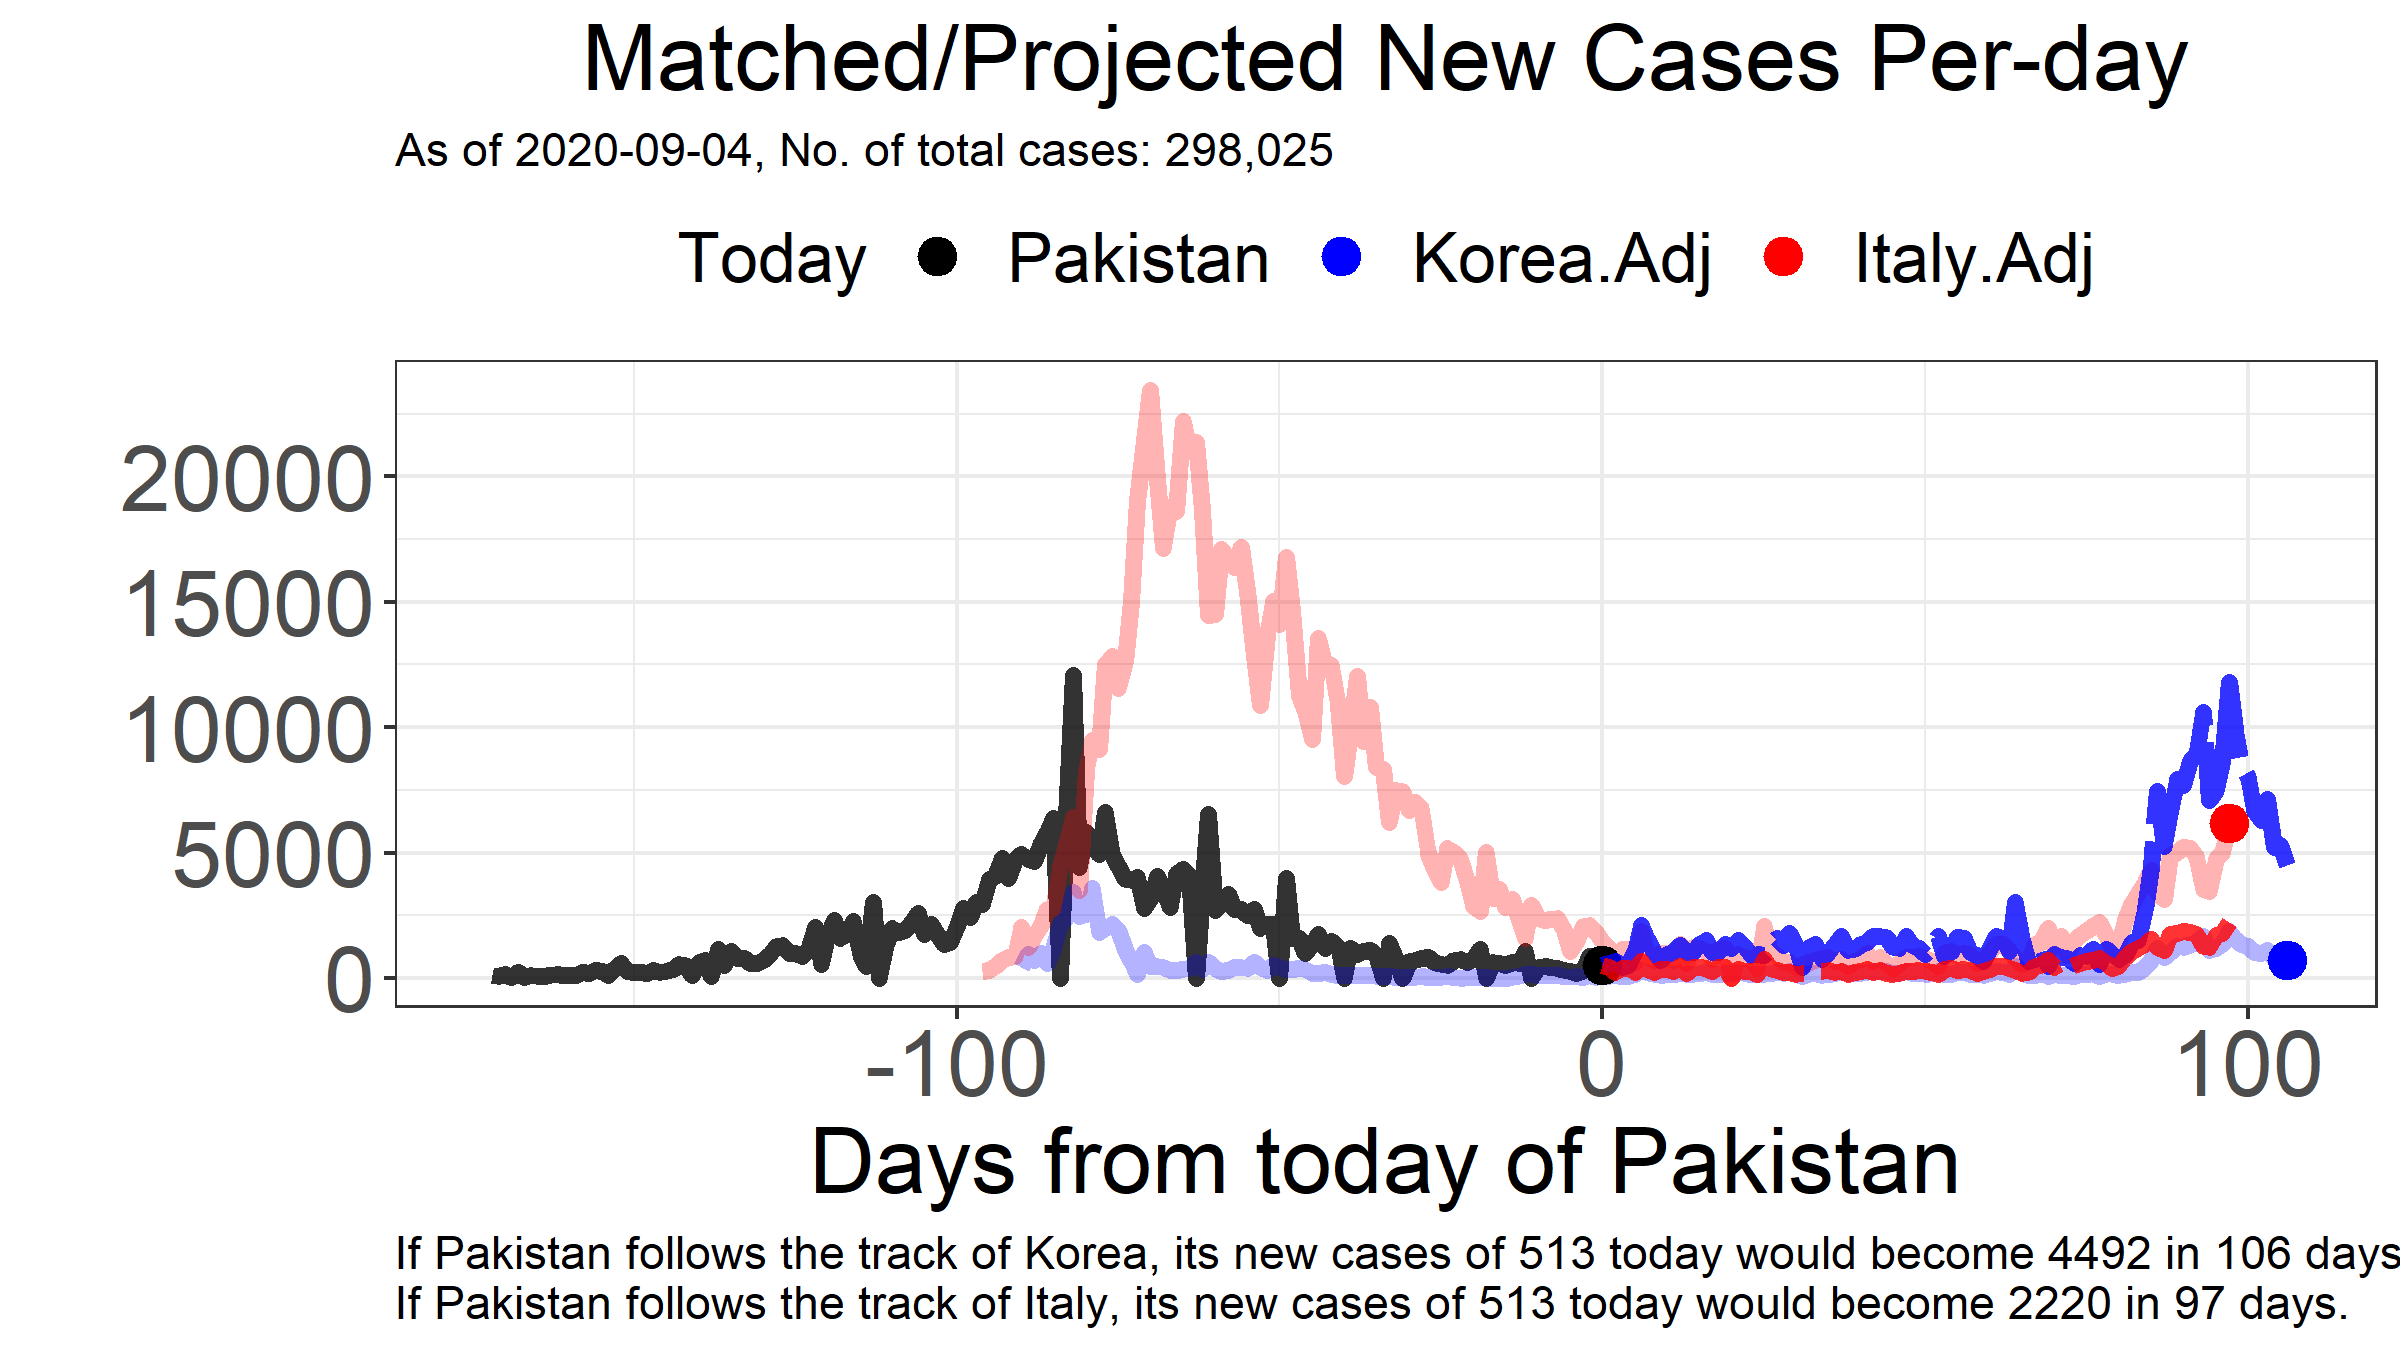 Matched/Projected New Cases Per-day
As of 2020-09-04, No. of total cases: 298,025
Today Pakistan Korea.Adj Italy.Adj
20000
15000
10000
5000
0
-100 0 100
Days from today of Pakistan
If Pakistan follows the track of Korea, its new cases of 513 today would become 4492 in 106 days
If Pakistan follows the track of Italy, its new cases of 513 today would become 2220 in 97 days.